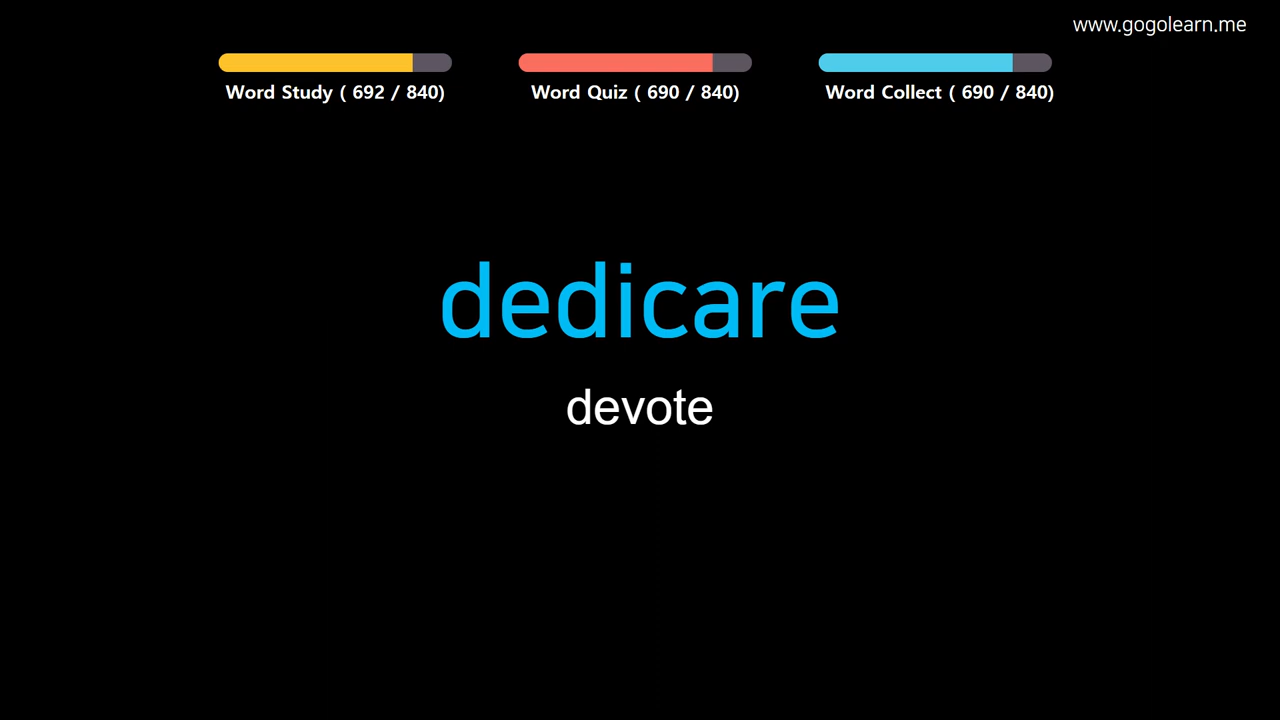 www.gogolearn.me
Word Study ( 692 / 840)
Word Quiz ( 690 / 840)
Word Collect ( 690 / 840)
dedicare
devote